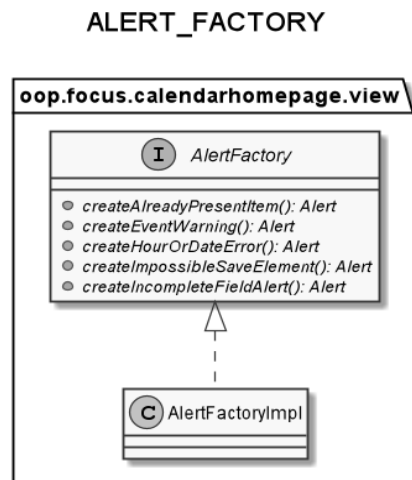 ALERT_FACTORY
oop.focus.calendarhomepage.view
I AlertFactory
createAlreadyPresentItem(): Alert
createEventWarning(): Alert
createHourOrDateError(): Alert
createImpossibleSaveElement(): Alert
createIncompleteFieldAlert(): Alert
C AlertFactoryImpl